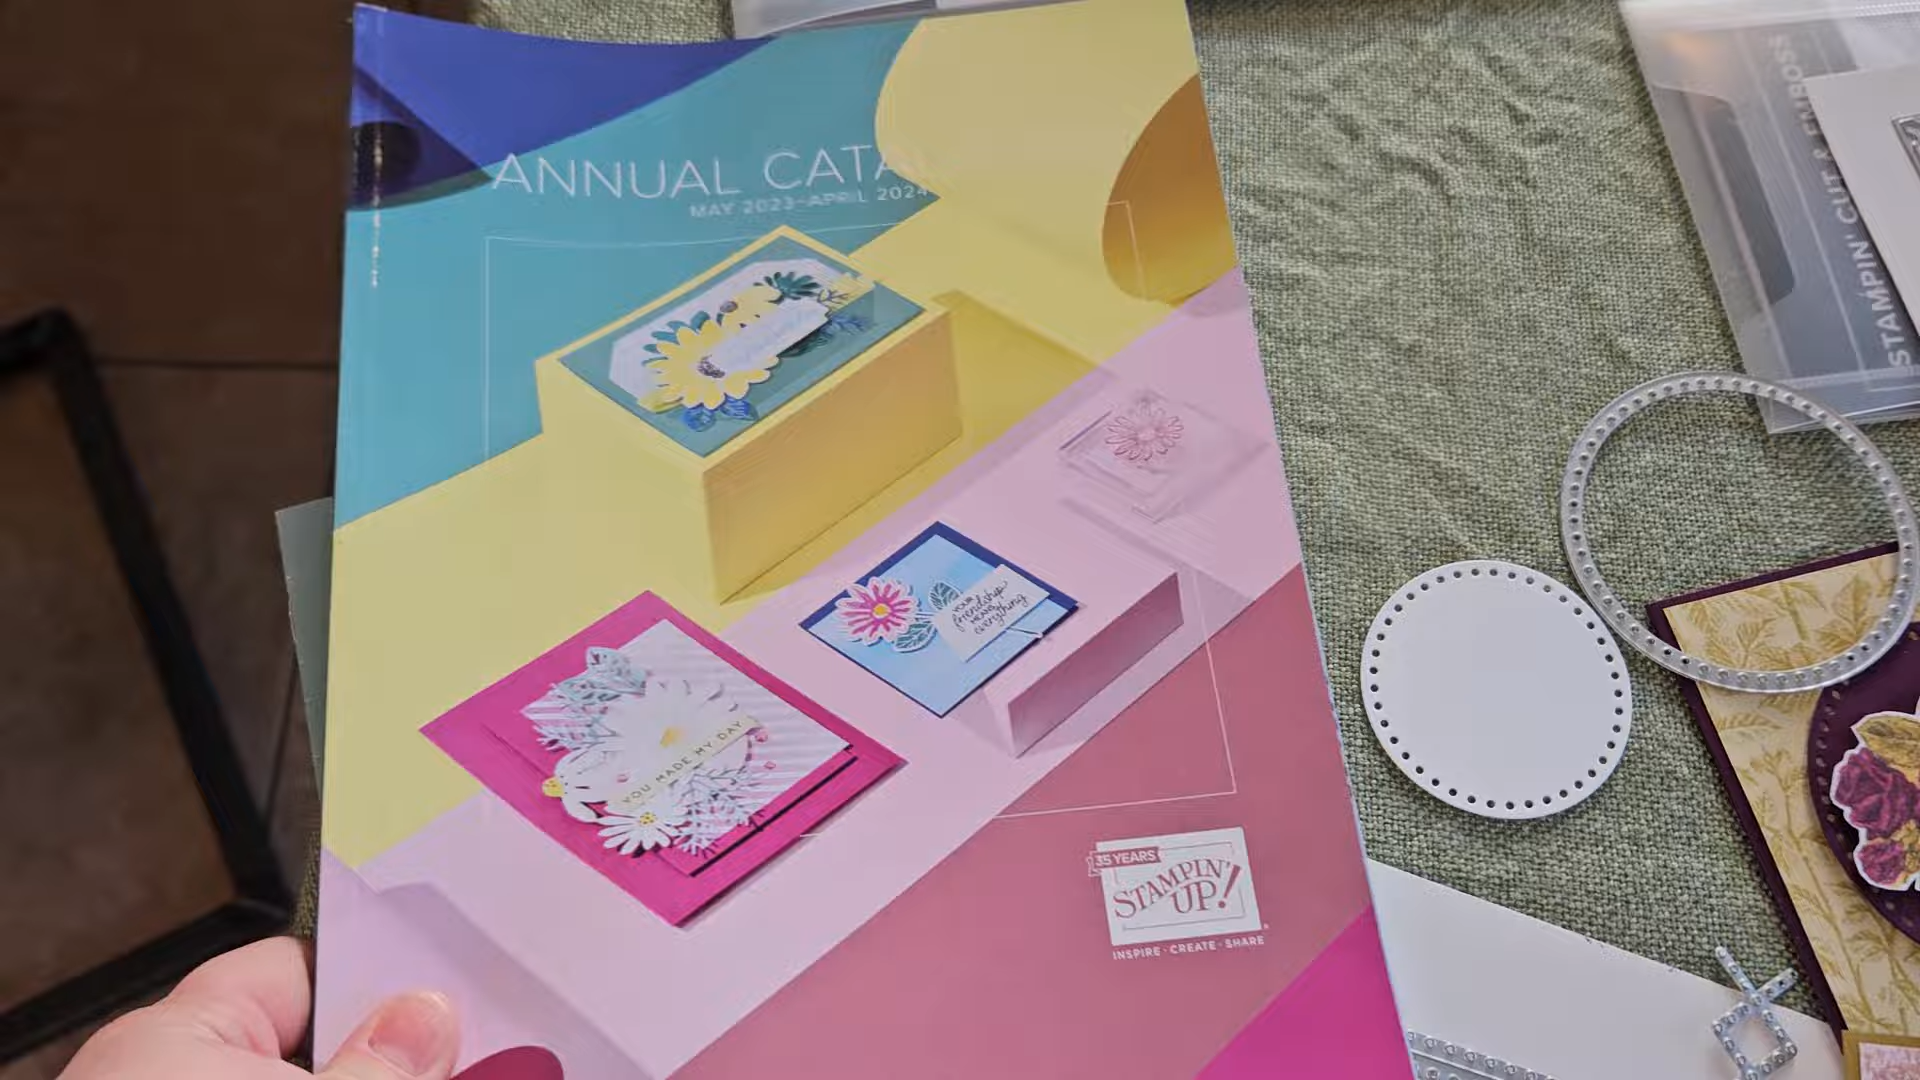 ANNUAL CATA
MAY 2023–APRIL 2024
STAMPIN' CUT & EMBOSS
YOUR
friendship
MEANS
everything
YOU MADE MY DAY
35 YEARS
STAMPIN'
UP!
INSPIRE · CREATE · SHARE